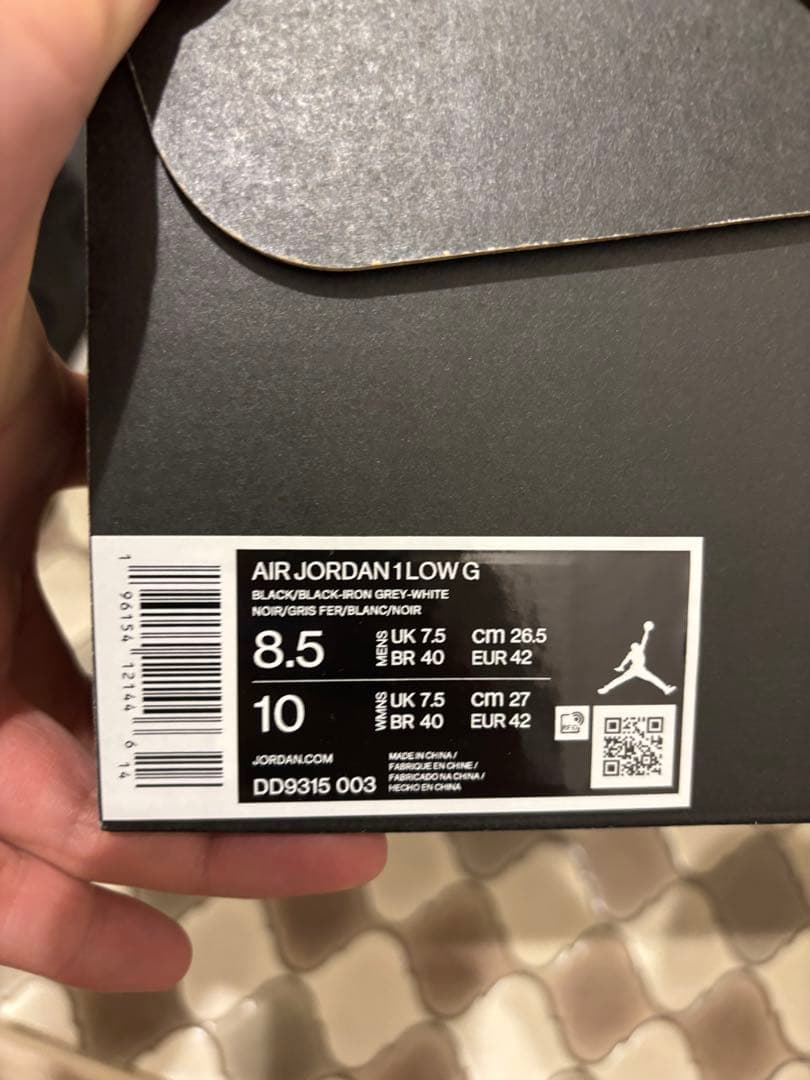 AIR JORDAN 1 LOW G
BLACK/BLACK-IRON GREY-WHITE
NOIR/GRIS FER/BLANC/NOIR
8.5 MENS UK 7.5 cm 26.5
BR 40 EUR 42
10 WMNS UK 7.5 cm 27
BR 40 EUR 42
RFID
JORDAN.COM
DD9315 003
MADE IN CHINA /
FABRIQUE EN CHINE /
FABRICADO NA CHINA /
HECHO EN CHINA
1 96154 12144 6 14